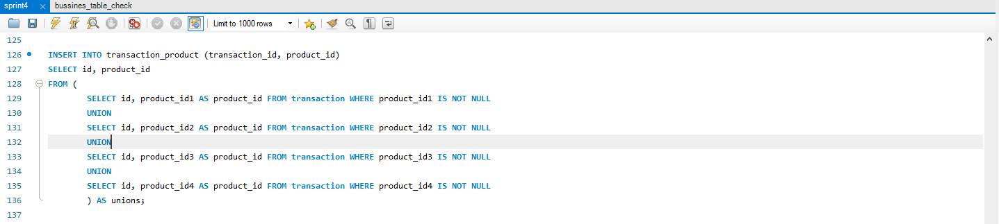 sprint4 bussines_table_check
Limit to 1000 rows
125
126 INSERT INTO transaction_product (transaction_id, product_id)
127 SELECT id, product_id
128 FROM (
129 SELECT id, product_id1 AS product_id FROM transaction WHERE product_id1 IS NOT NULL
130 UNION
131 SELECT id, product_id2 AS product_id FROM transaction WHERE product_id2 IS NOT NULL
132 UNION
133 SELECT id, product_id3 AS product_id FROM transaction WHERE product_id3 IS NOT NULL
134 UNION
135 SELECT id, product_id4 AS product_id FROM transaction WHERE product_id4 IS NOT NULL
136 ) AS unions;
137